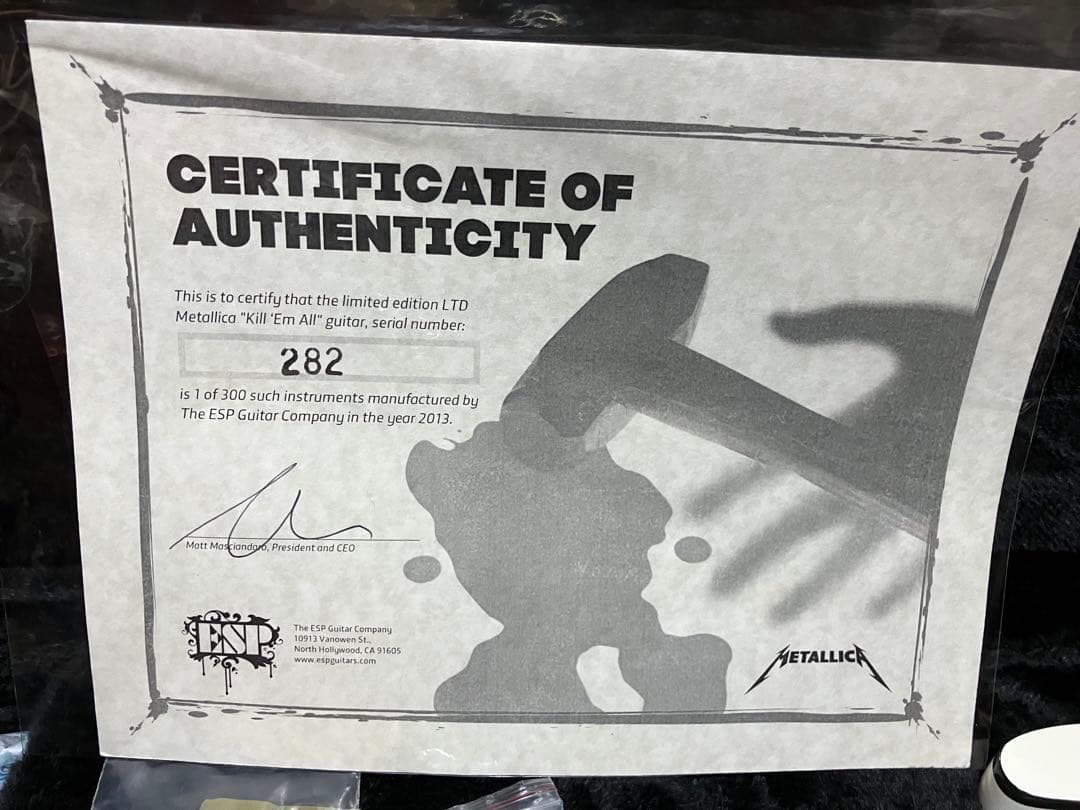 CERTIFICATE OF
AUTHENTICITY
This is to certify that the limited edition LTD
Metallica "Kill 'Em All" guitar, serial number:
282
is 1 of 300 such instruments manufactured by
The ESP Guitar Company in the year 2013.
Matt Masciandaro, President and CEO
ESP
The ESP Guitar Company
10913 Vanowen St.,
North Hollywood, CA 91605
www.espguitars.com
METALLICA